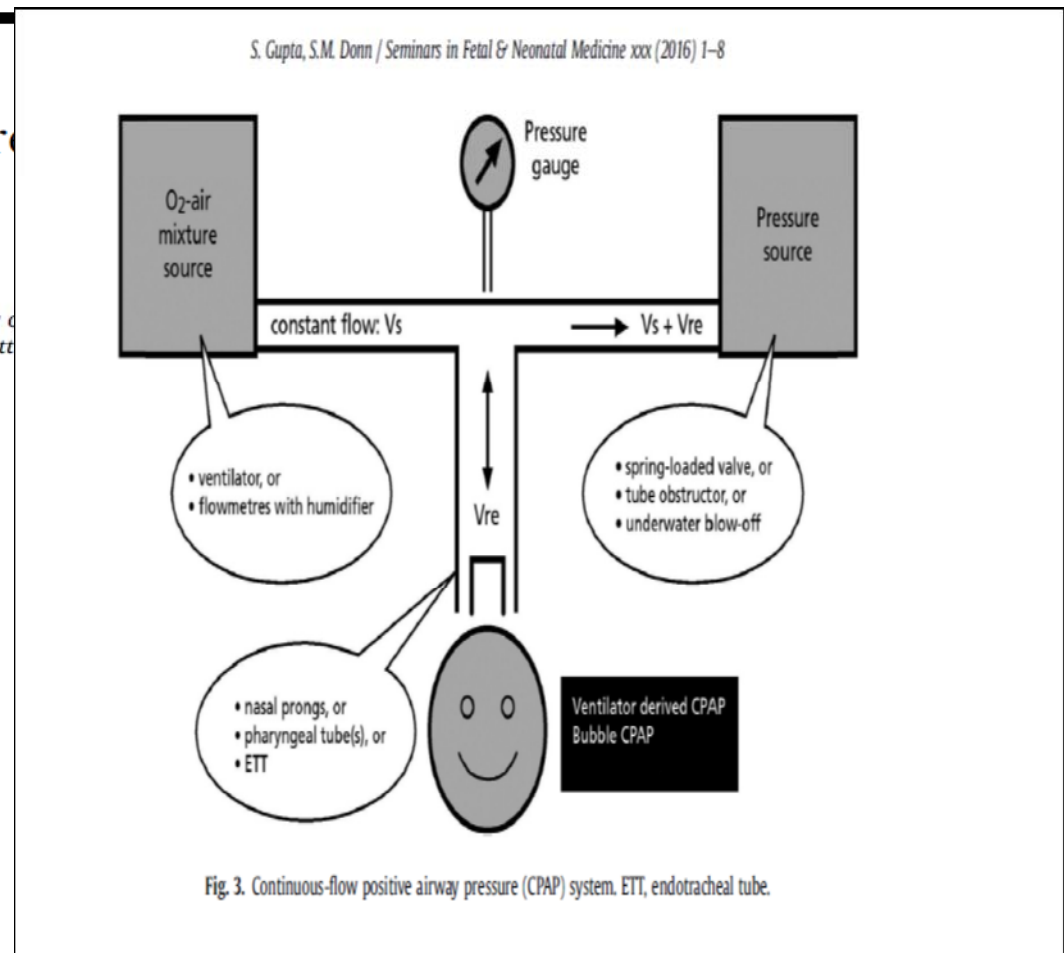 S. Gupta, S.M. Donn / Seminars in Fetal & Neonatal Medicine xxx (2016) 1–8
Pressure
gauge
O₂-air
mixture
source
Pressure
source
constant flow: Vs
Vs + Vre
• ventilator, or
• flowmetres with humidifier
• spring-loaded valve, or
• tube obstructor, or
• underwater blow-off
Vre
• nasal prongs, or
• pharyngeal tube(s), or
• ETT
Ventilator derived CPAP
Bubble CPAP
Fig. 3. Continuous-flow positive airway pressure (CPAP) system. ETT, endotracheal tube.